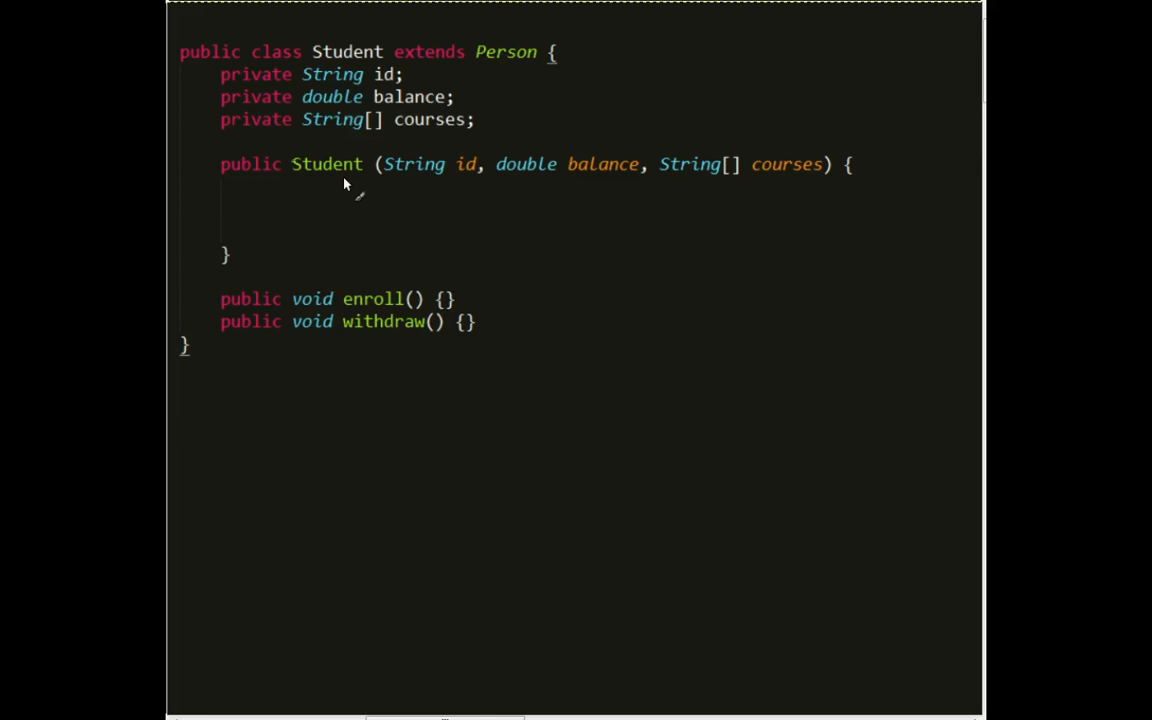 public class Student extends Person {
    private String id;
    private double balance;
    private String[] courses;
    public Student (String id, double balance, String[] courses) {
    }
    public void enroll() {}
    public void withdraw() {}
}